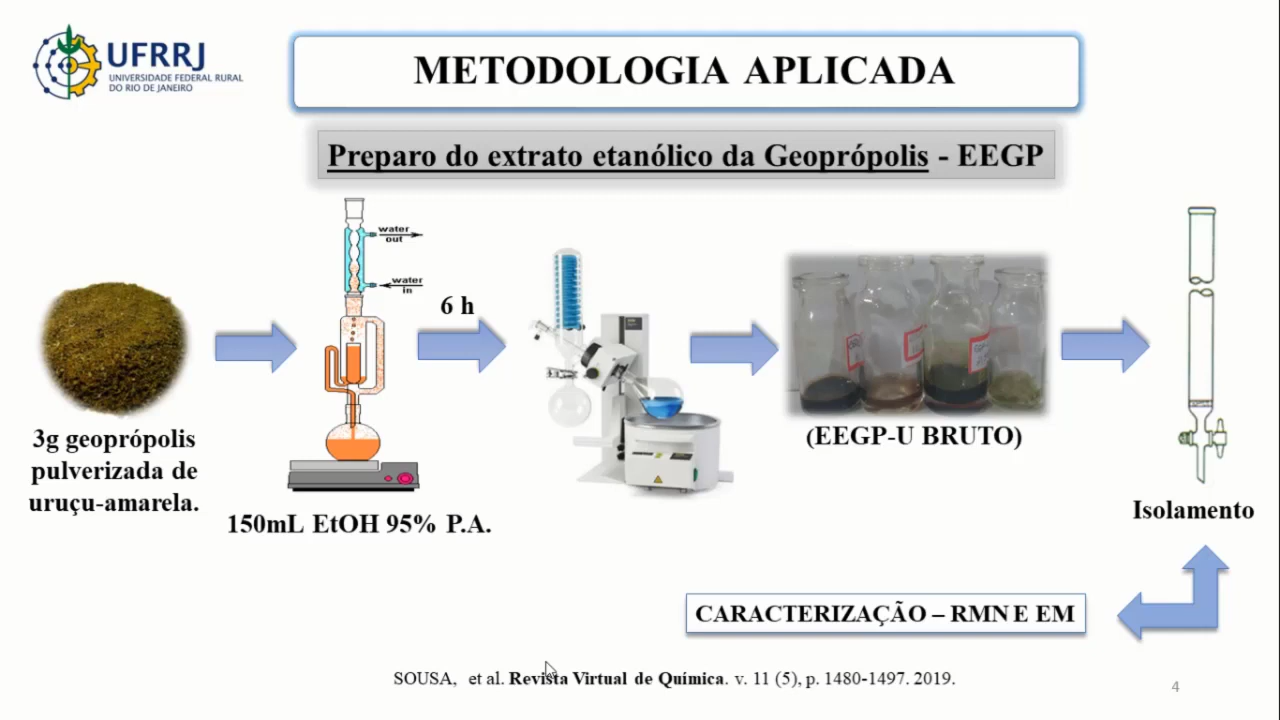 UFRRJ
UNIVERSIDADE FEDERAL RURAL
DO RIO DE JANEIRO
METODOLOGIA APLICADA
Preparo do extrato etanólico da Geoprópolis - EEGP
water
out
water
in
6 h
3g geoprópolis
pulverizada de
uruçu-amarela.
150mL EtOH 95% P.A.
(EEGP-U BRUTO)
Isolamento
CARACTERIZAÇÃO – RMN E EM
SOUSA, et al. Revista Virtual de Química. v. 11 (5), p. 1480-1497. 2019.
4